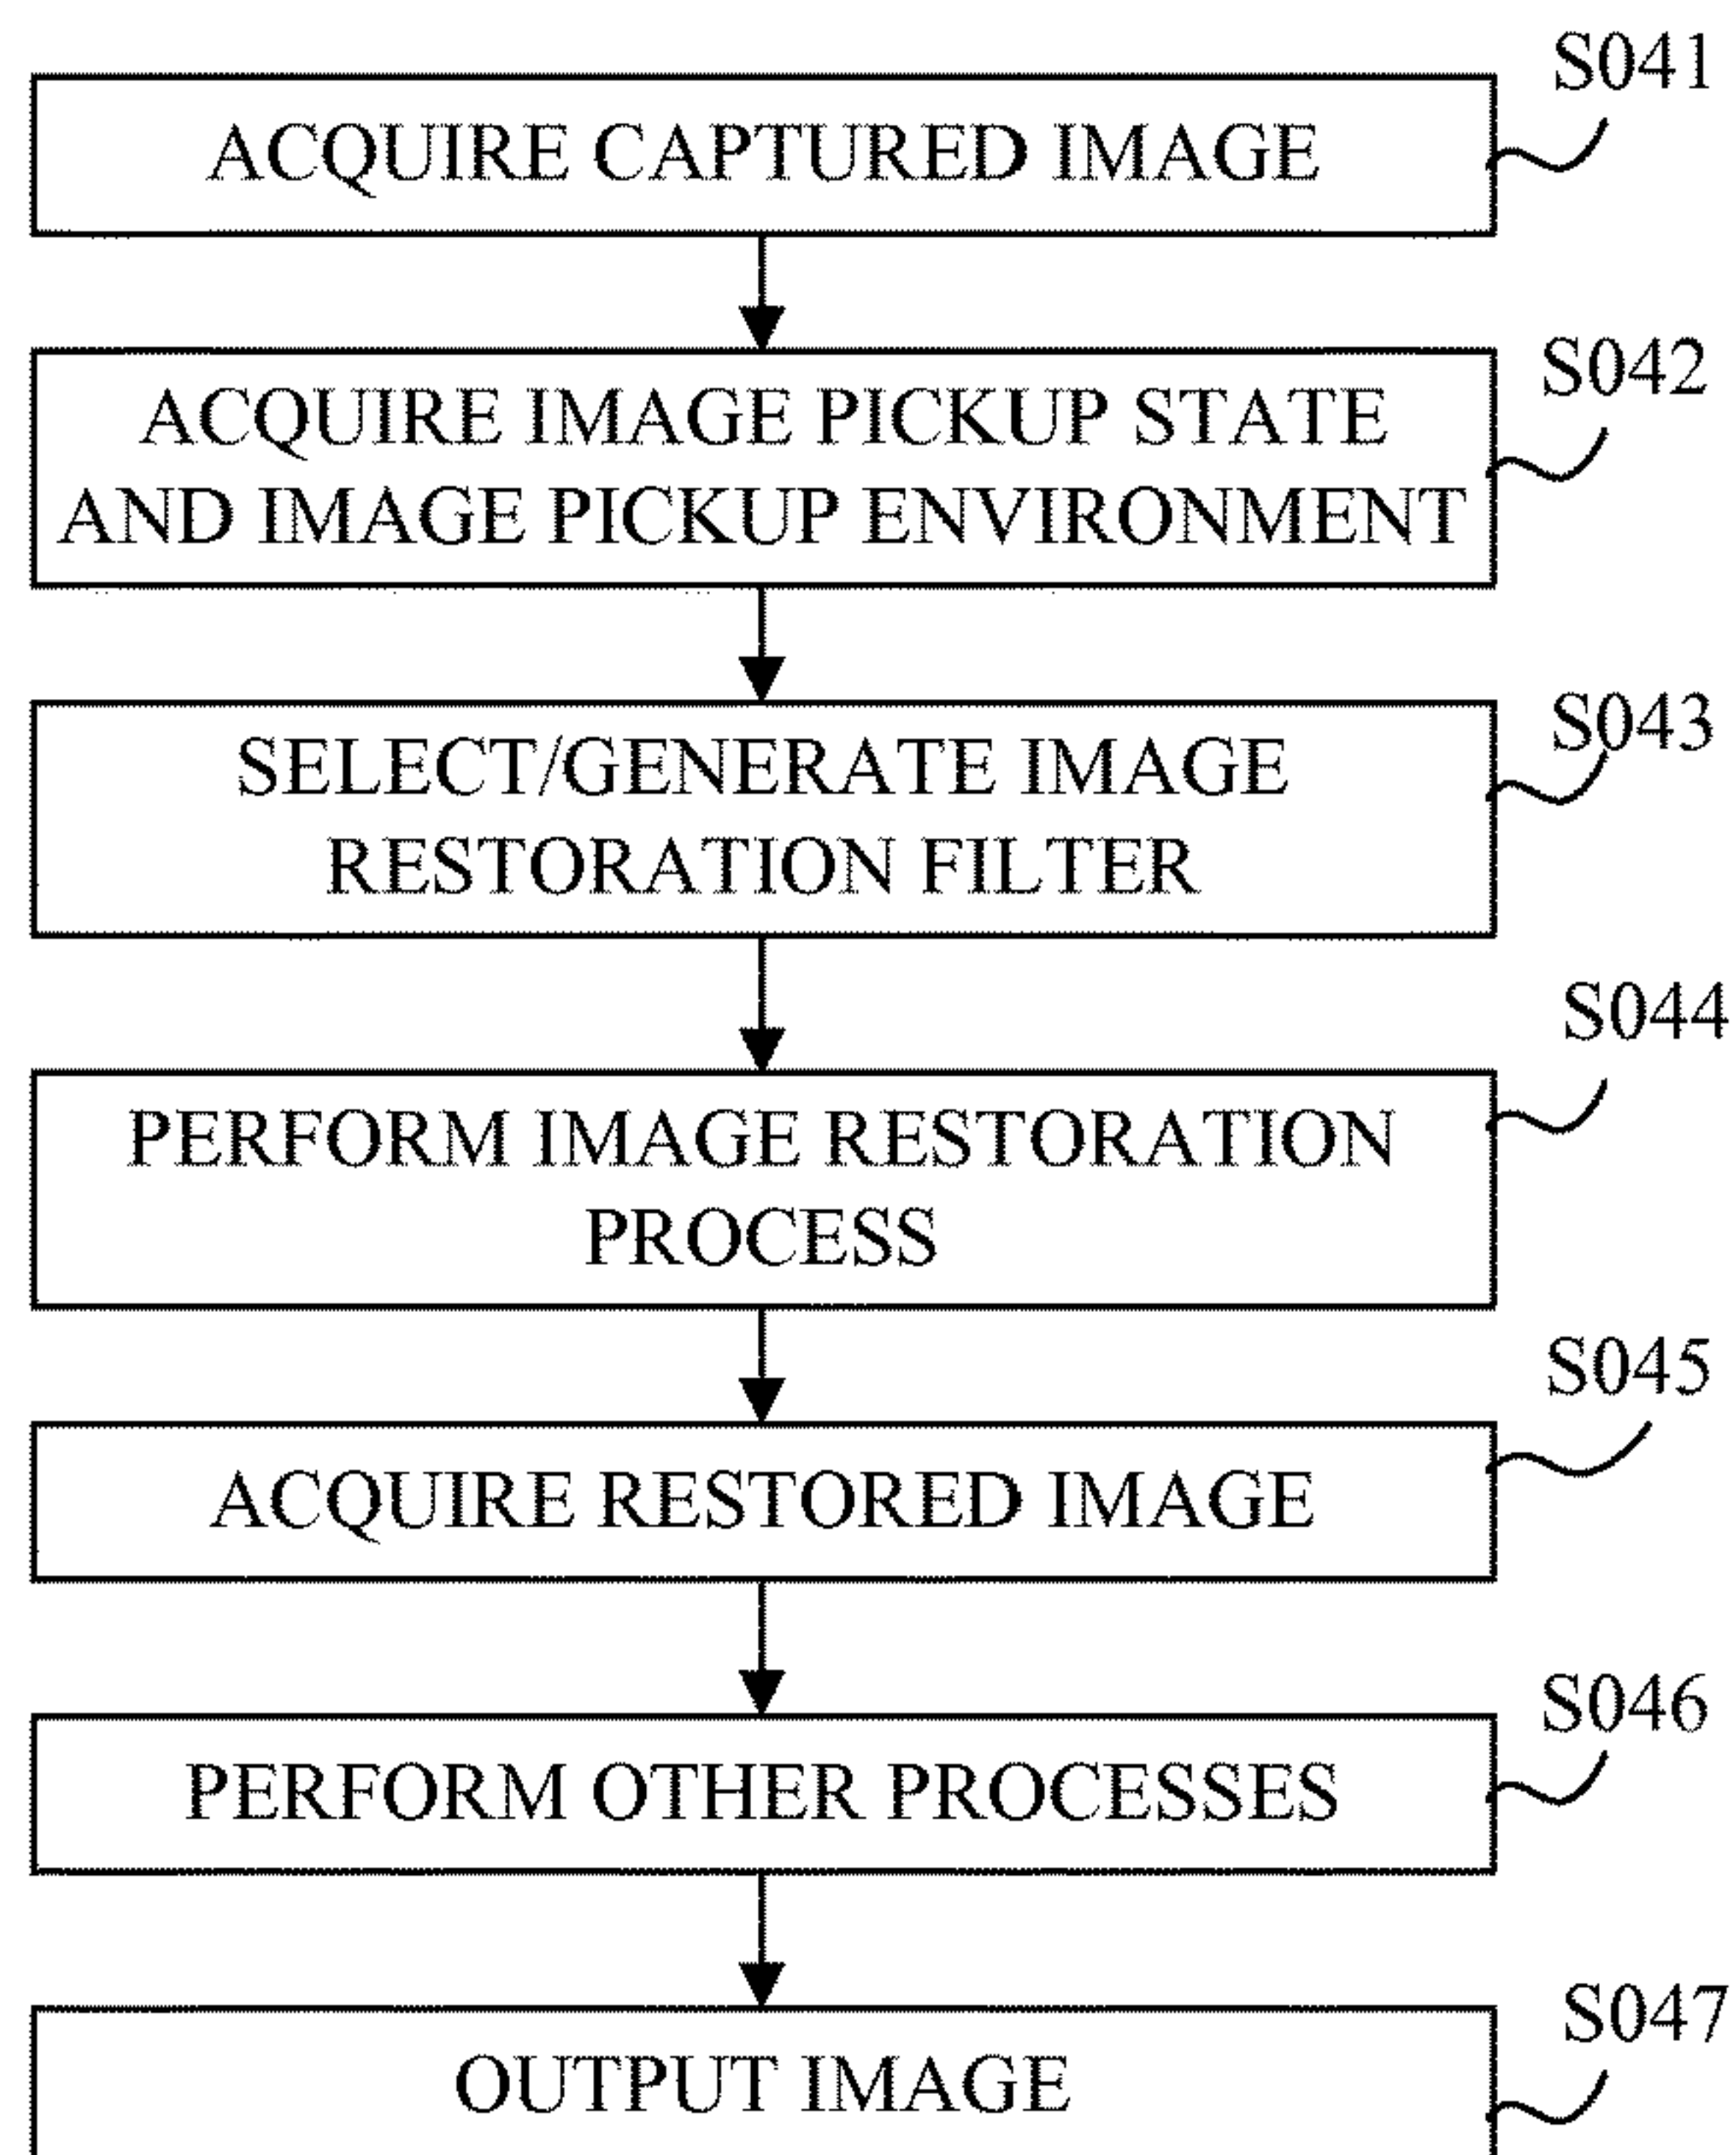 S041
ACQUIRE CAPTURED IMAGE
S042
ACQUIRE IMAGE PICKUP STATE
AND IMAGE PICKUP ENVIRONMENT
S043
SELECT/GENERATE IMAGE
RESTORATION FILTER
S044
PERFORM IMAGE RESTORATION
PROCESS
S045
ACQUIRE RESTORED IMAGE
S046
PERFORM OTHER PROCESSES
S047
OUTPUT IMAGE